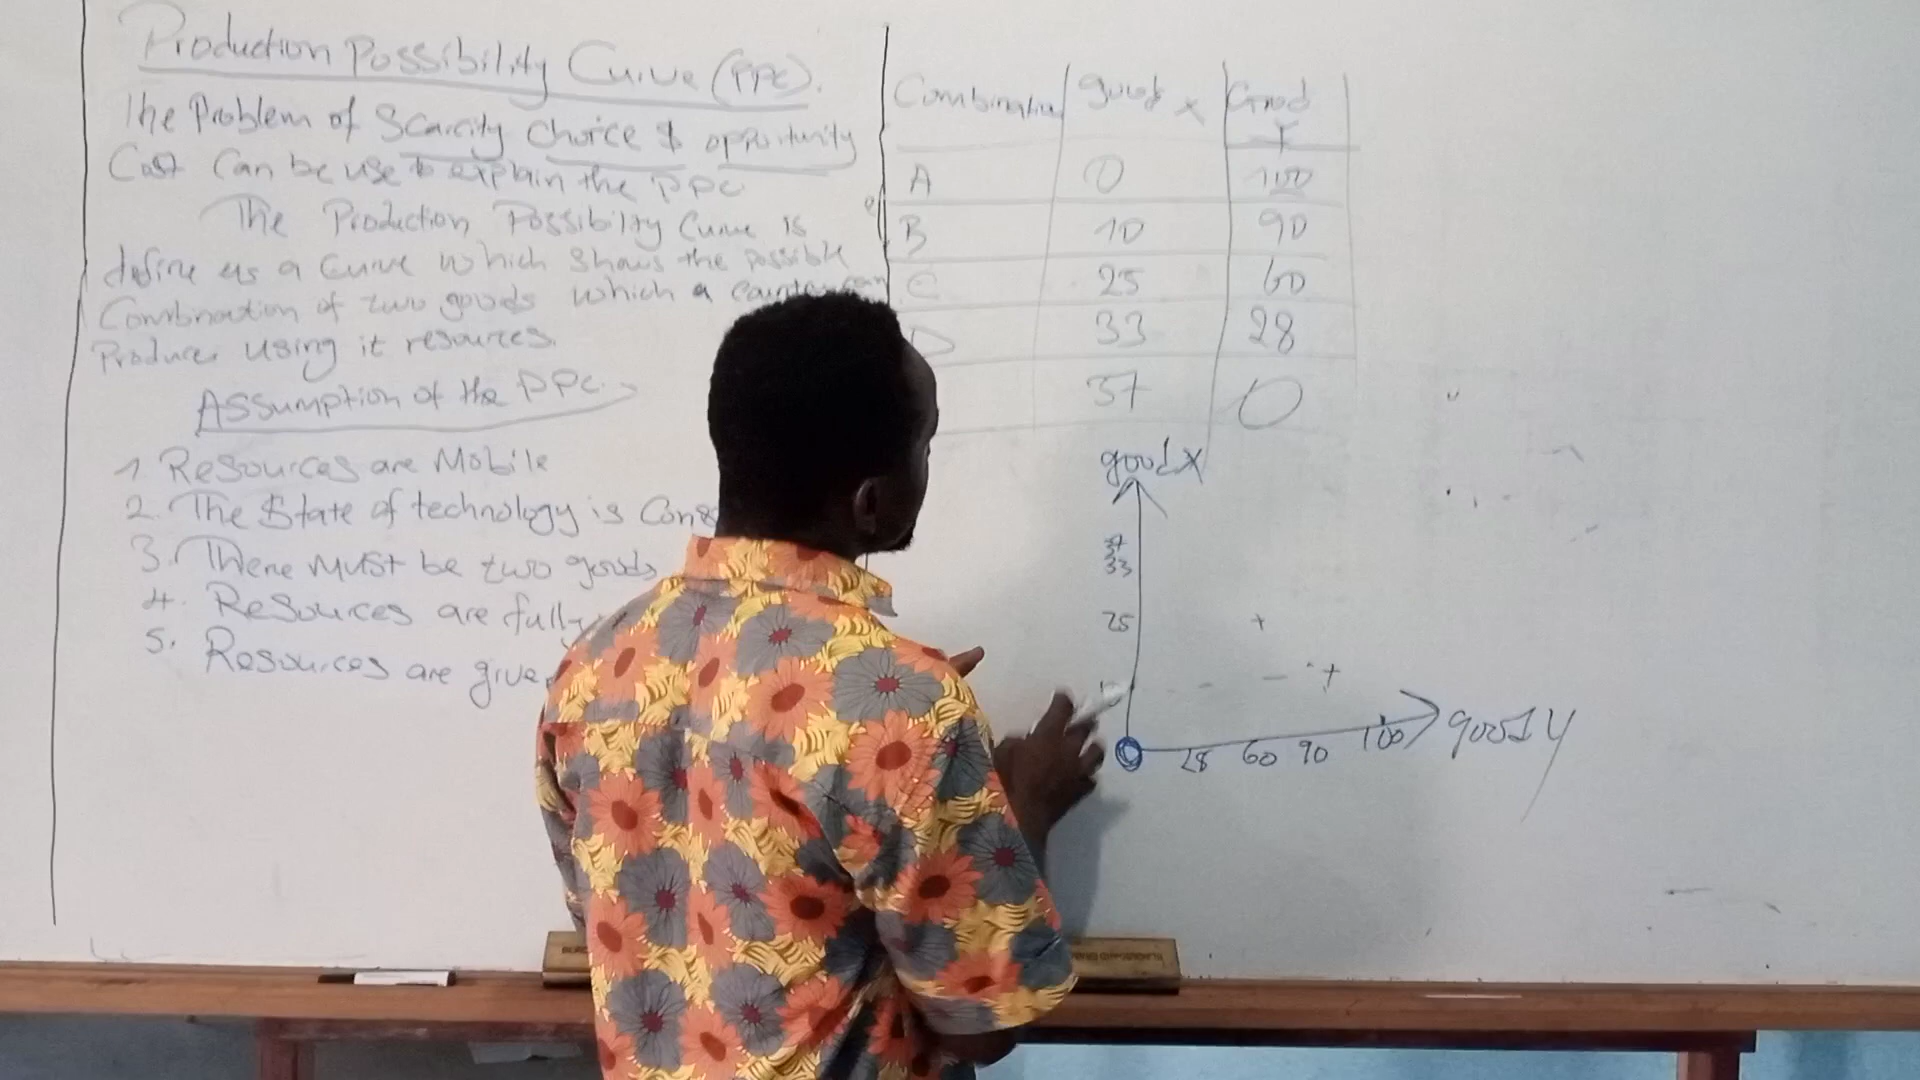 Production Possibility Curve (PPC).
The Problem of Scarcity Choice & opportunity
Cost Can be use to explain the PPC
The Production Possibility Curve is
define as a Curve which shows the possible
Combination of two goods which a
Produce using it resources.
Assumption of the PPC
1 Resources are Mobile
2. The State of technology is Cons
3. There must be two goods
4. Resources are fully
5. Resources are give
Combination good x Good Y
A 0 100
B 10 90
C 25 60
D 33 28
37 0
good X
37
33
25
10
28 60 90 100 good y